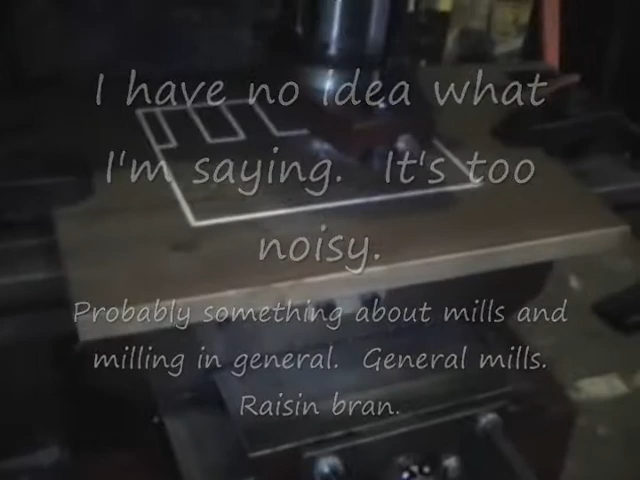 I have no idea what
I'm saying.  It's too
noisy.
Probably something about mills and
milling in general.  General mills.
Raisin bran.